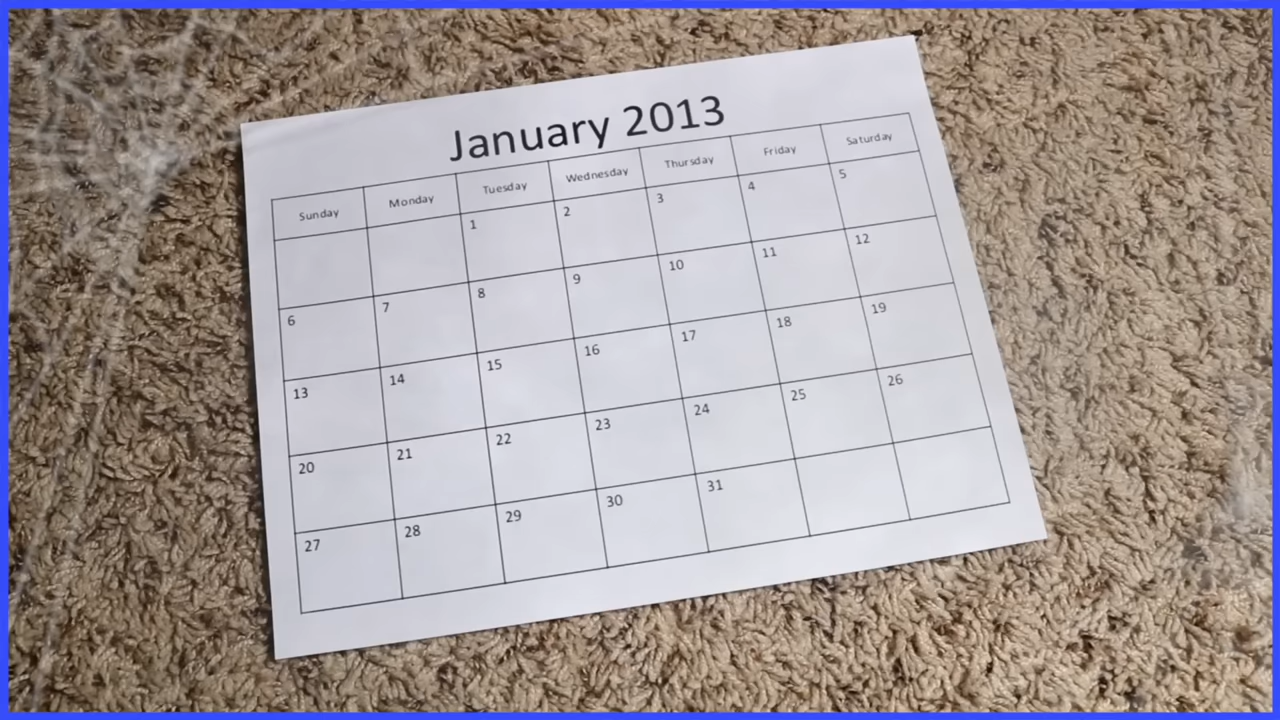 January 2013
Sunday Monday Tuesday Wednesday Thursday Friday Saturday
1 2 3 4 5
6 7 8 9 10 11 12
13 14 15 16 17 18 19
20 21 22 23 24 25 26
27 28 29 30 31